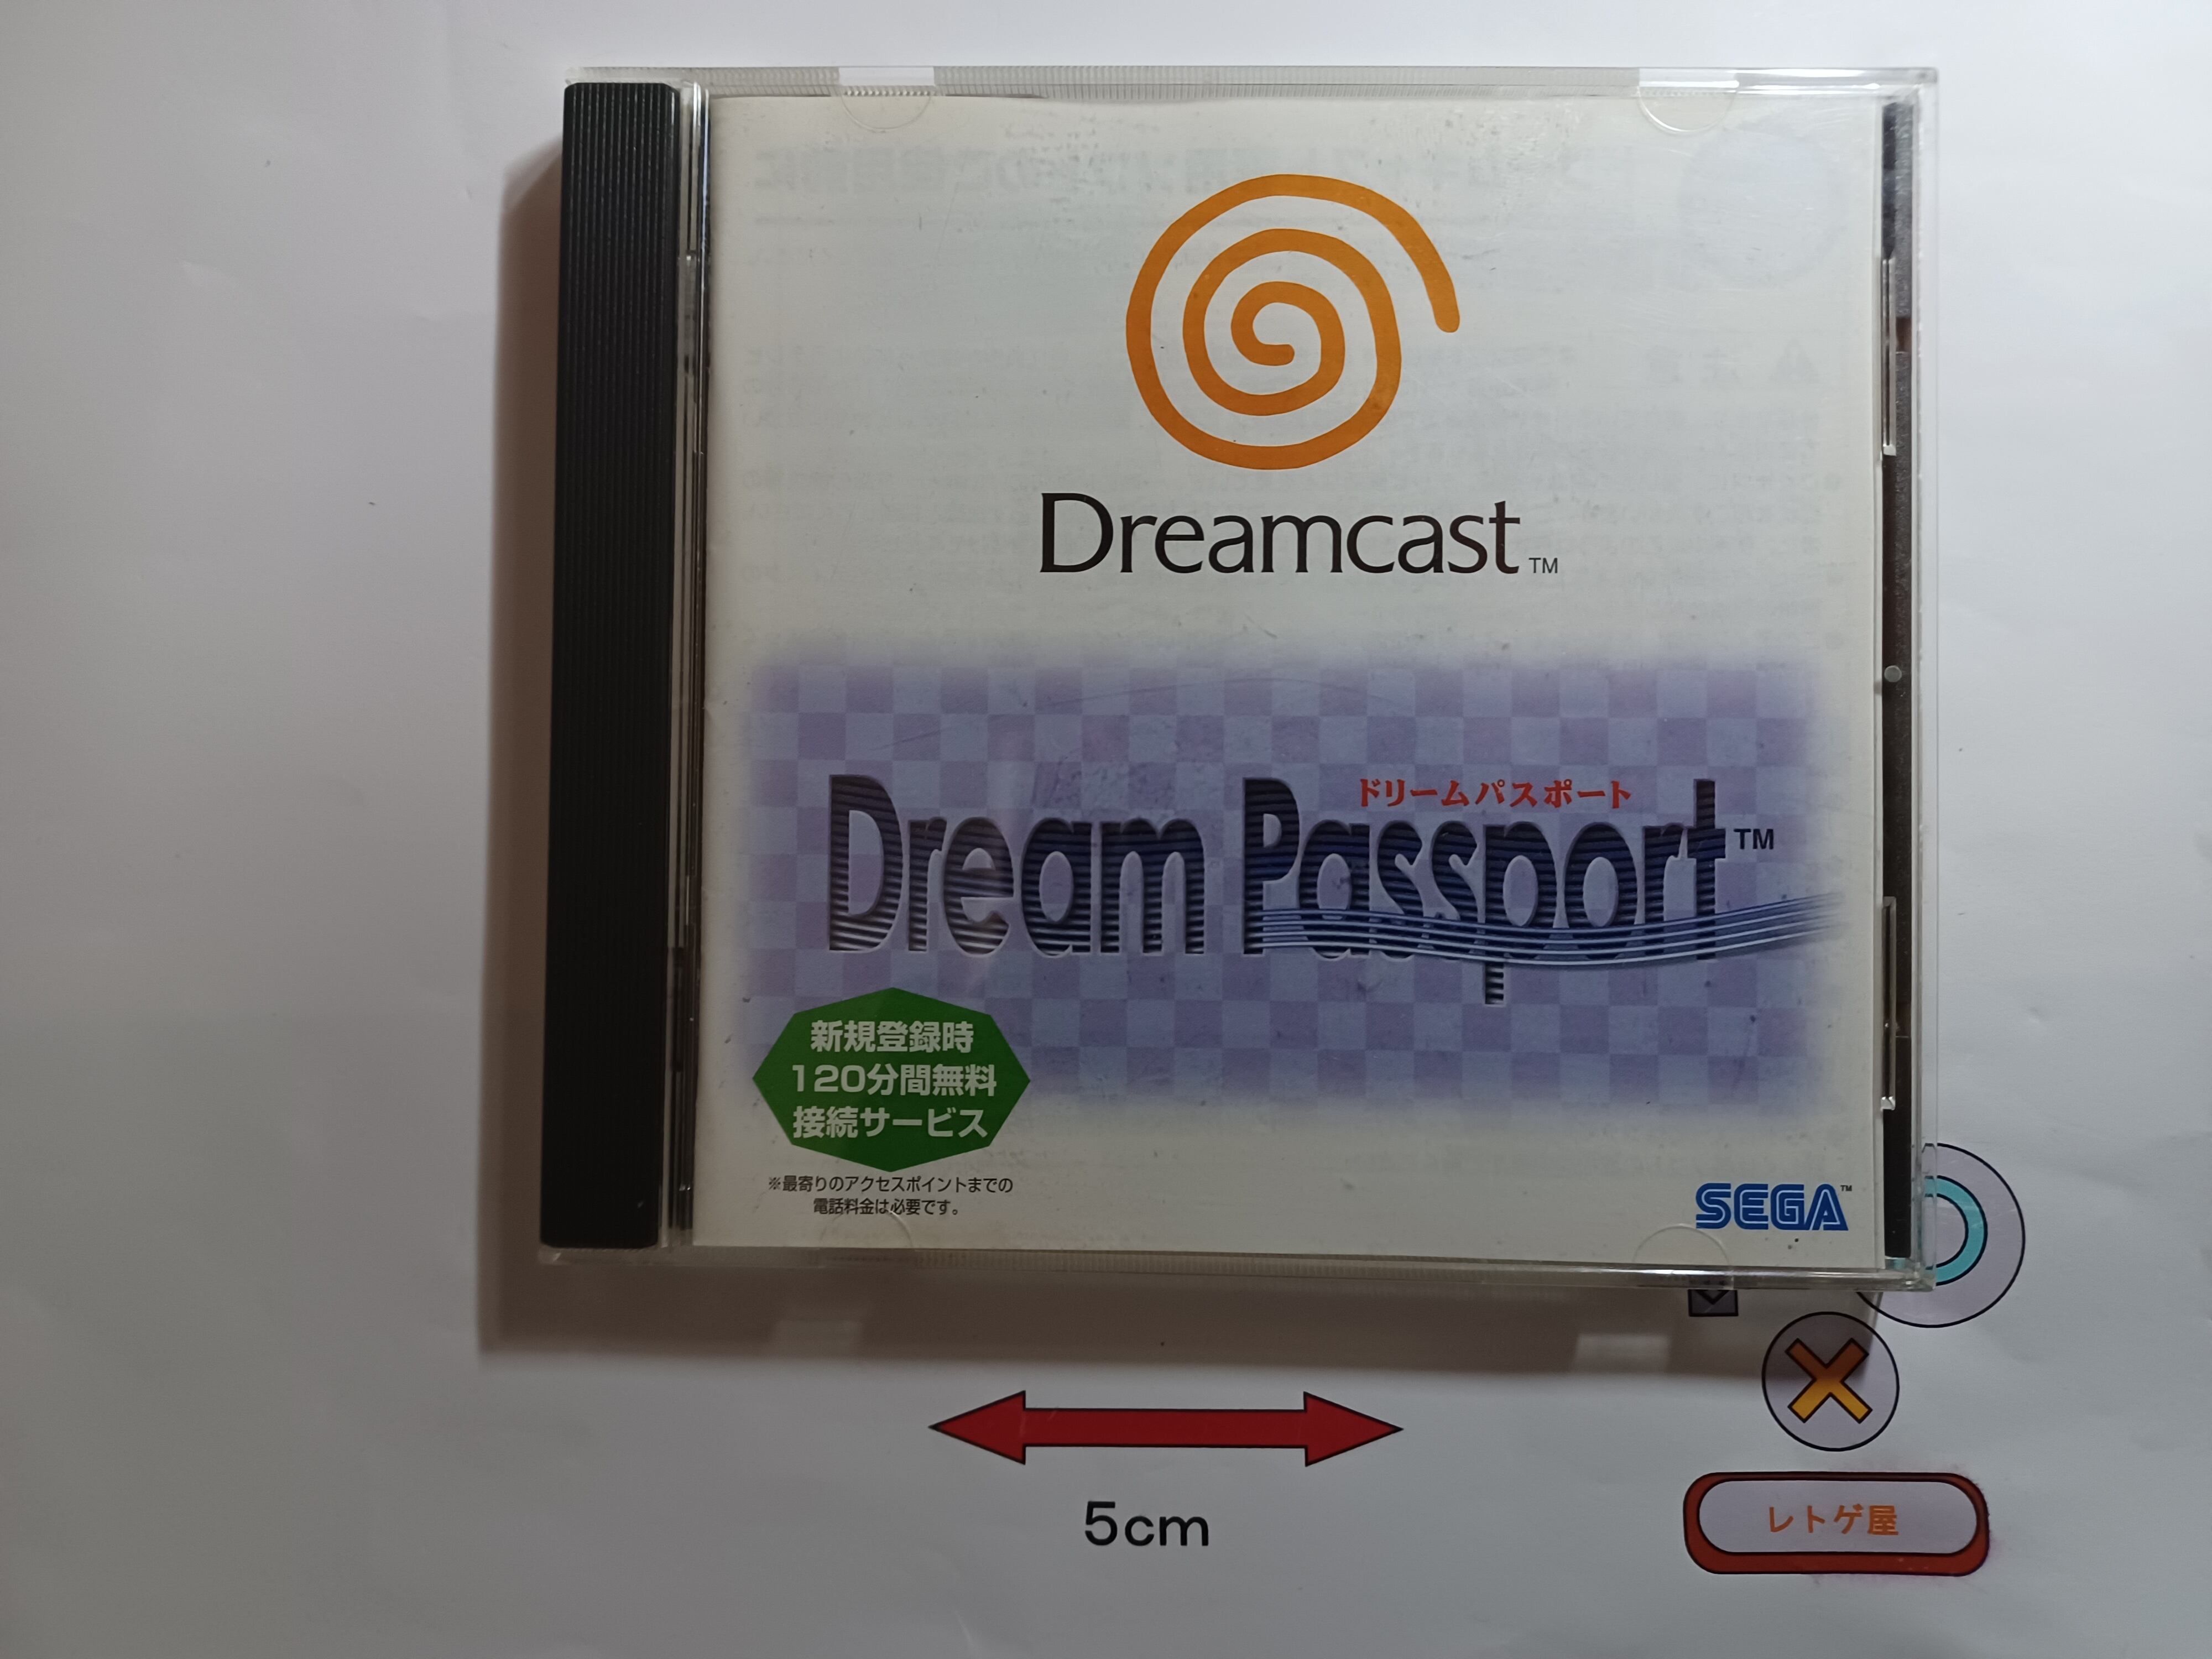 Dreamcast™
ドリームパスポート
Dream Passport™
新規登録時
120分間無料
接続サービス
※最寄りのアクセスポイントまでの
電話料金は必要です。
SEGA™
5cm
レトゲ屋